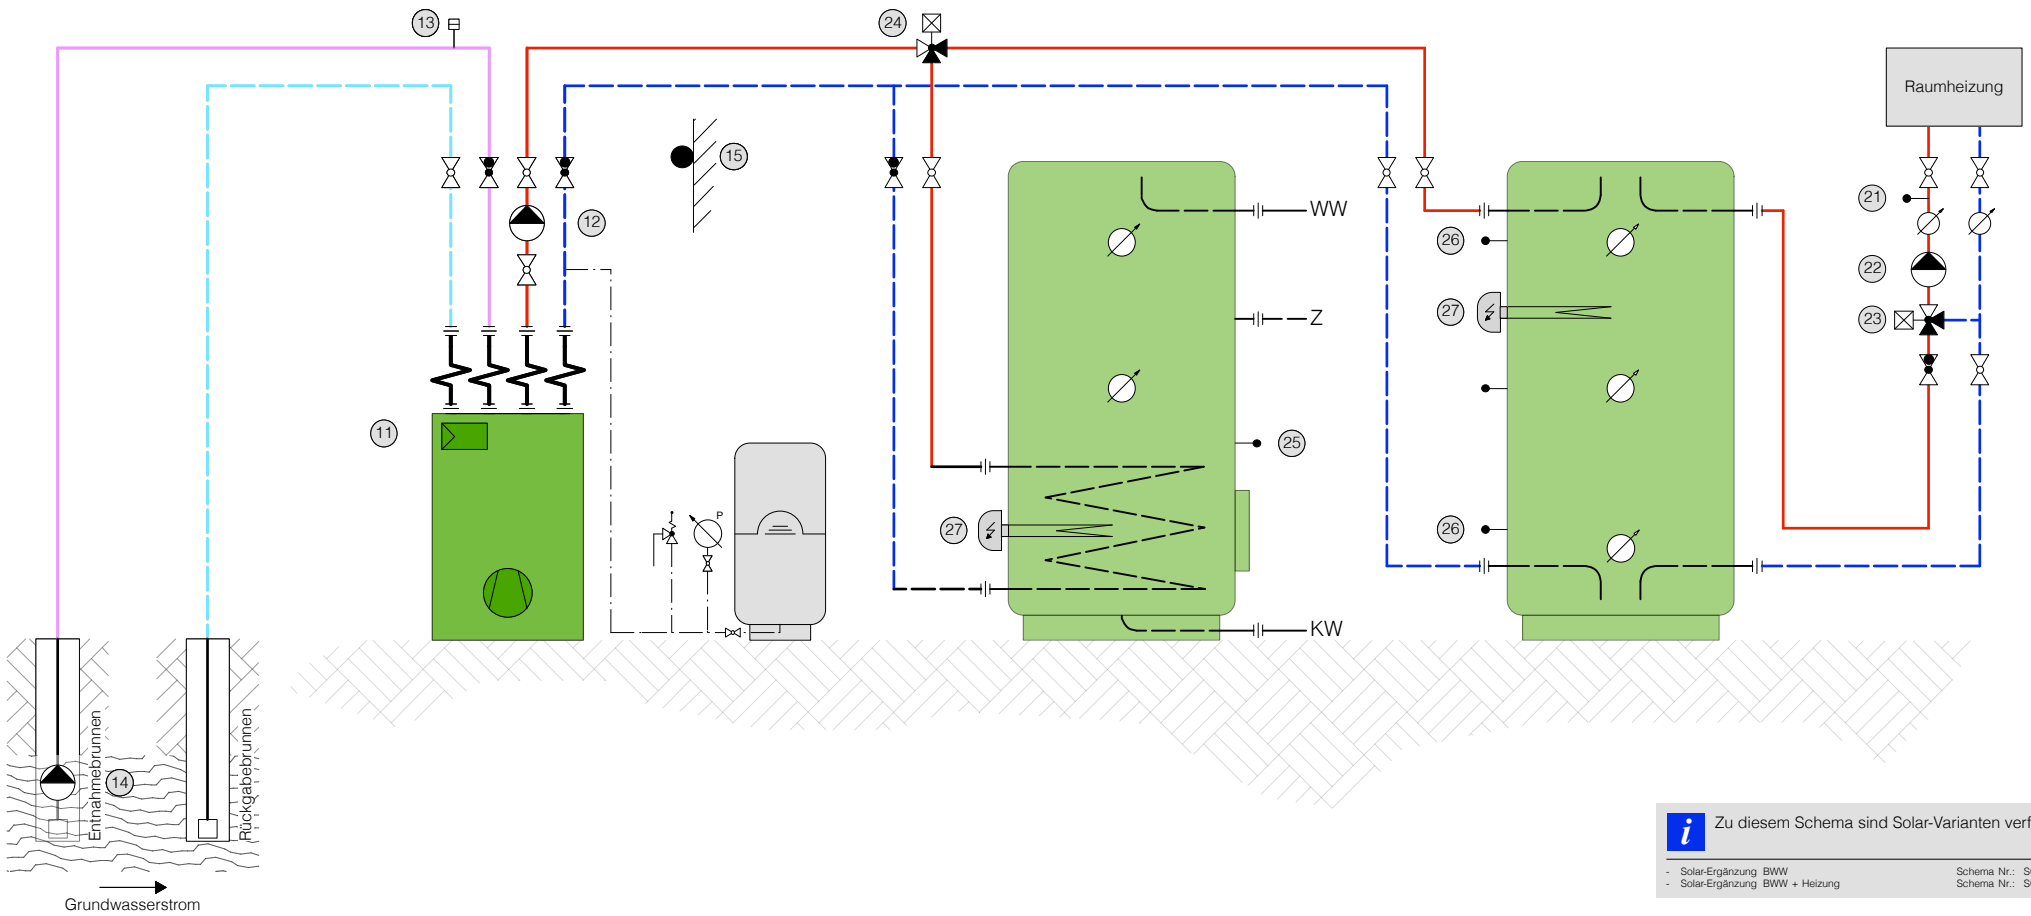 13
24
Raumheizung
15
21
WW
12
26
22
27
Z
23
11
25
P
27
26
KW
Entnahmebrunnen
Rückgabebrunnen
14
i
Zu diesem Schema sind Solar-Varianten verf
- Solar-Ergänzung BWW Schema Nr.:
- Solar-Ergänzung BWW + Heizung Schema Nr.:
Grundwasserstrom